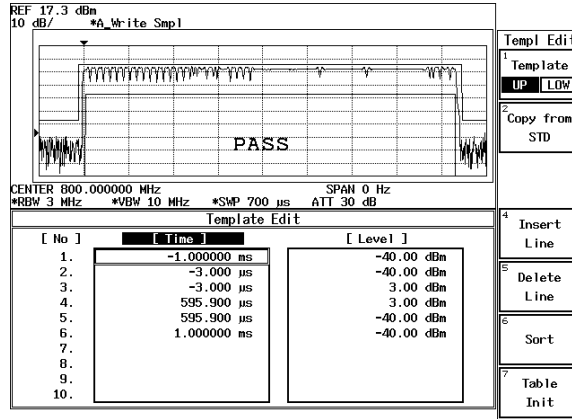 REF 17.3 dBm
10 dB/ *A_Write Smpl
PASS
CENTER 800.000000 MHz SPAN 0 Hz
*RBW 3 MHz *VBW 10 MHz *SWP 700 µs ATT 30 dB
Template Edit
[ No ] [ Time ] [ Level ]
1. -1.000000 ms -40.00 dBm
2. -3.000 µs -40.00 dBm
3. -3.000 µs 3.00 dBm
4. 595.900 µs 3.00 dBm
5. 595.900 µs -40.00 dBm
6. 1.000000 ms -40.00 dBm
7.
8.
9.
10.
Templ Edit
1 Template
UP LOW
2 Copy from
STD
4 Insert
Line
5 Delete
Line
6 Sort
7 Table
Init